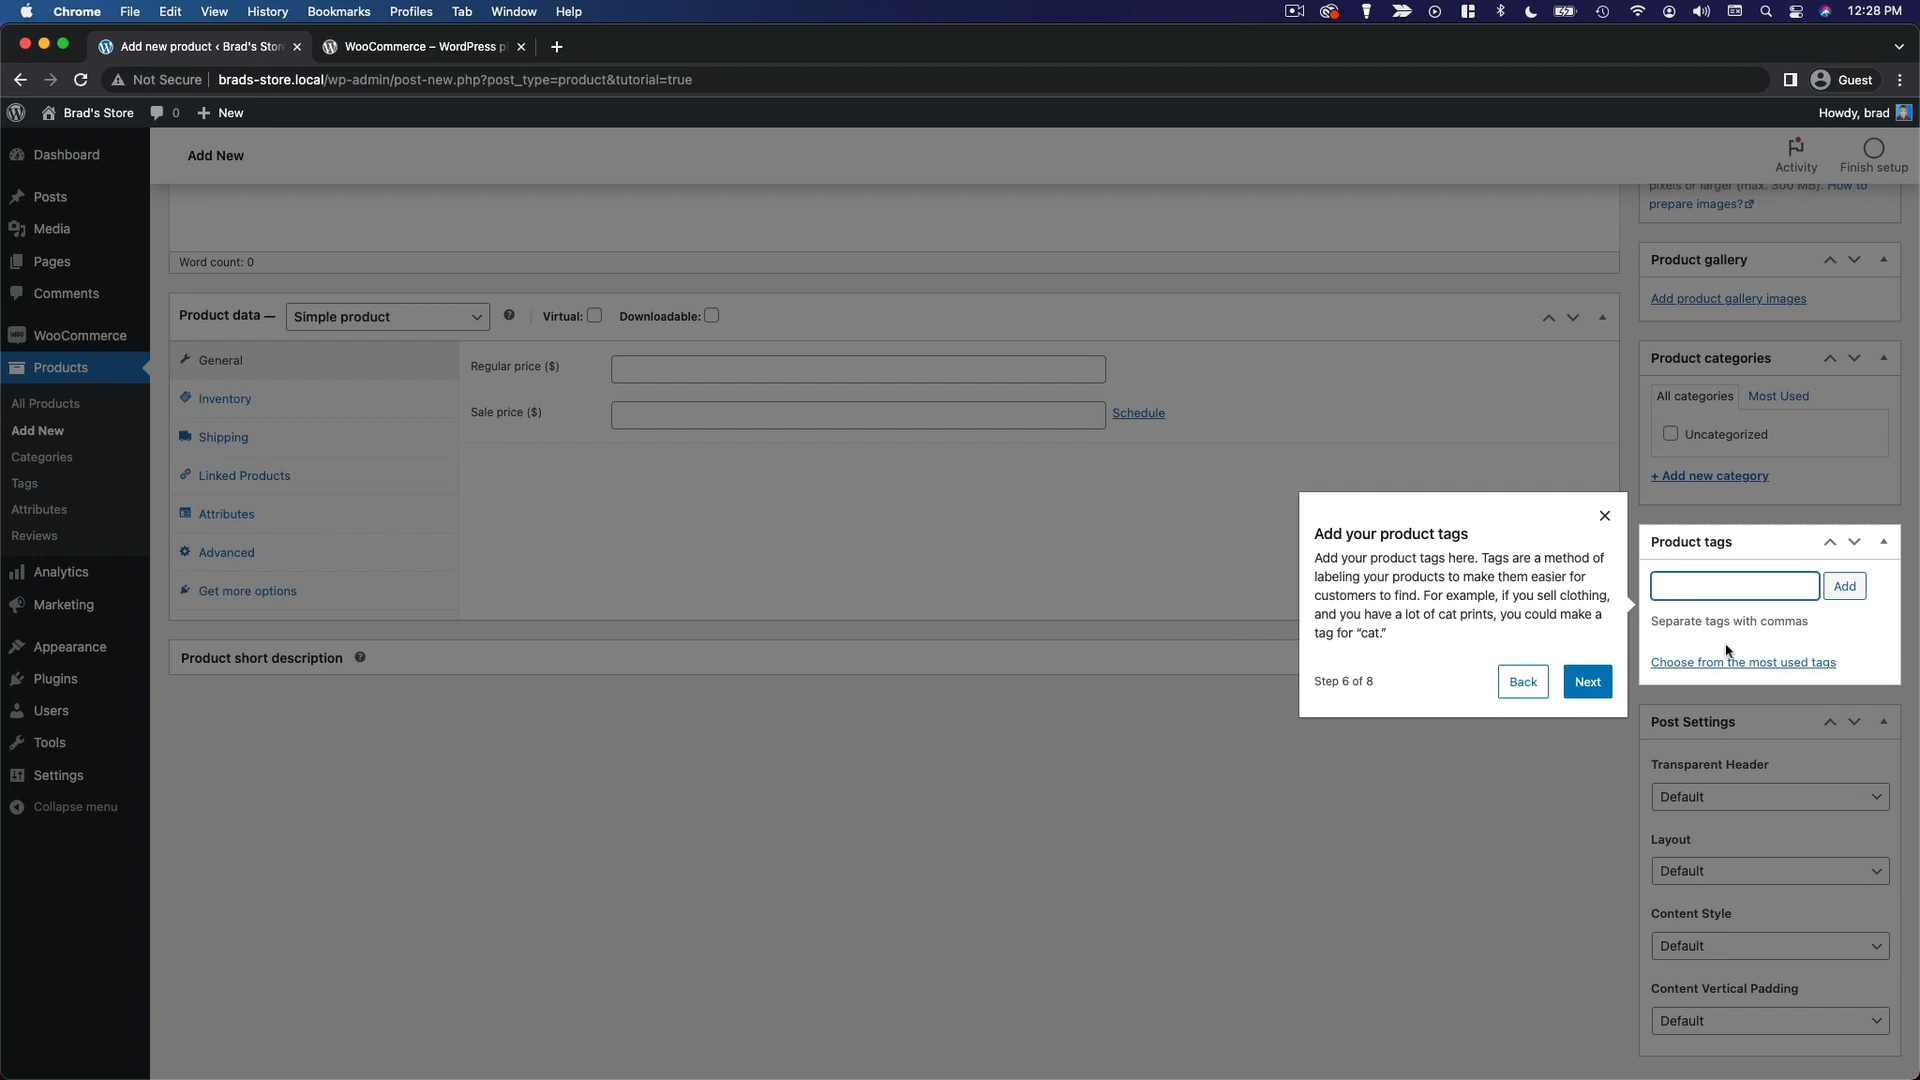 Chrome File Edit View History Bookmarks Profiles Tab Window Help 12:28 PM
Add new product ‹ Brad's Stor
WooCommerce – WordPress p
Not Secure brads-store.local/wp-admin/post-new.php?post_type=product&tutorial=true Guest
Brad's Store 0 + New Howdy, brad
Dashboard
Posts
Media
Pages
Comments
WooCommerce
Products
All Products
Add New
Categories
Tags
Attributes
Reviews
Analytics
Marketing
Appearance
Plugins
Users
Tools
Settings
Collapse menu
Add New
Activity
Finish setup
Word count: 0
Product data — Simple product Virtual: Downloadable:
General
Inventory
Shipping
Linked Products
Attributes
Advanced
Get more options
Regular price ($)
Sale price ($) Schedule
Product short description
Add your product tags
Add your product tags here. Tags are a method of
labeling your products to make them easier for
customers to find. For example, if you sell clothing,
and you have a lot of cat prints, you could make a
tag for “cat.”
Step 6 of 8 Back Next
pixels or larger (max. 300 MB). How to
prepare images?
Product gallery
Add product gallery images
Product categories
All categories Most Used
Uncategorized
+ Add new category
Product tags
Add
Separate tags with commas
Choose from the most used tags
Post Settings
Transparent Header
Default
Layout
Default
Content Style
Default
Content Vertical Padding
Default